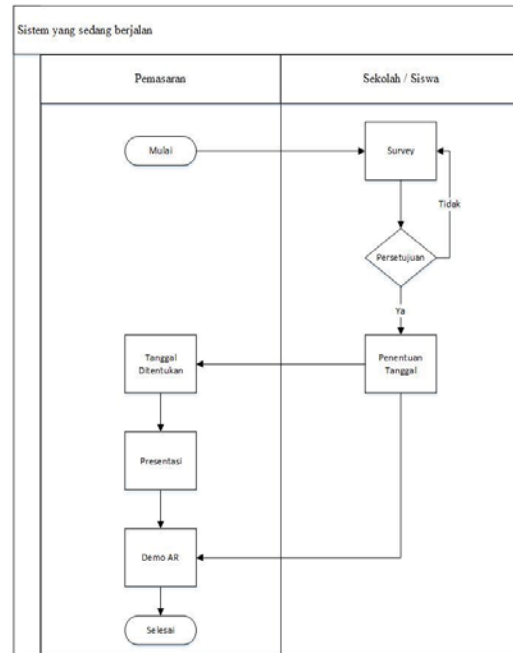 Sistem yang sedang berjalan
Pemasaran
Sekolah / Siswa
Mulai
Survey
Tidak
Persetujuan
Ya
Tanggal
Ditentukan
Penentuan
Tanggal
Presentasi
Demo AR
Selesai